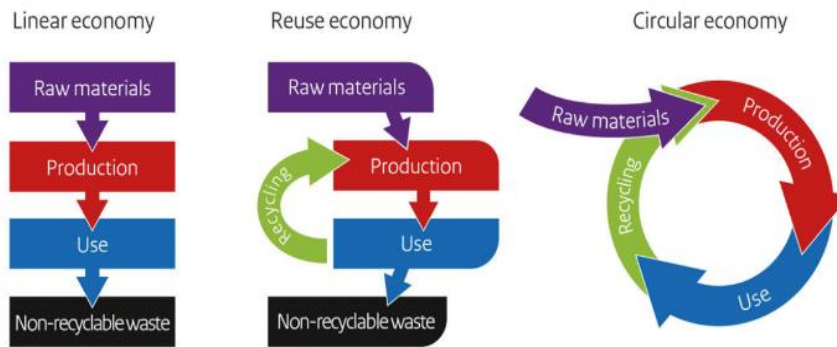 Linear economy
Raw materials
Production
Use
Non-recyclable waste
Reuse economy
Raw materials
Production
Recycling
Use
Non-recyclable waste
Circular economy
Raw materials
Production
Use
Recycling